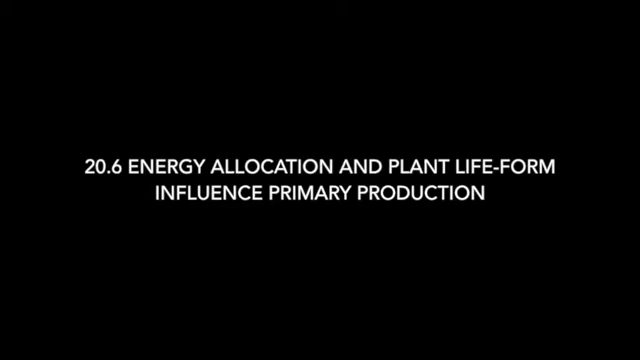 20.6 ENERGY ALLOCATION AND PLANT LIFE-FORM
INFLUENCE PRIMARY PRODUCTION